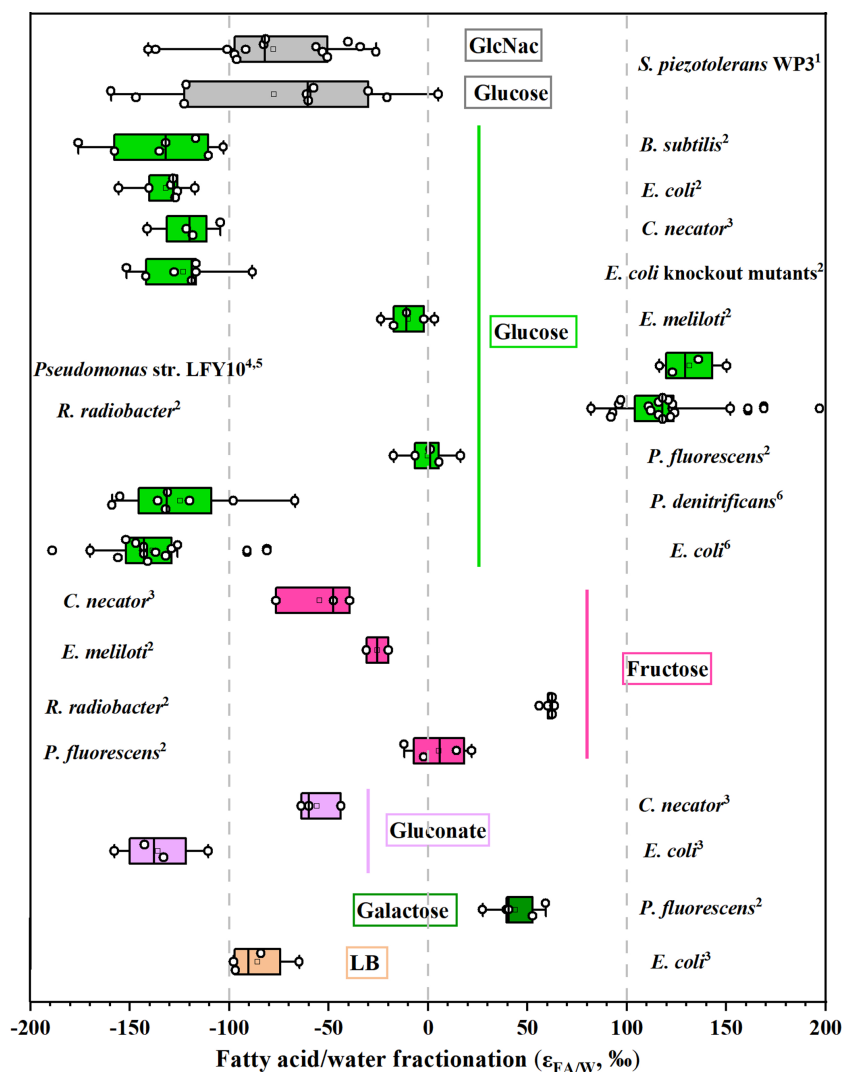 GlcNac
S. piezotolerans WP3¹
Glucose
B. subtilis²
E. coli²
C. necator³
E. coli knockout mutants²
E. meliloti²
Glucose
Pseudomonas str. LFY10⁴,⁵
R. radiobacter²
P. fluorescens²
P. denitrificans⁶
E. coli⁶
C. necator³
E. meliloti²
Fructose
R. radiobacter²
P. fluorescens²
C. necator³
Gluconate
E. coli³
Galactose
P. fluorescens²
LB
E. coli³
-200 -150 -100 -50 0 50 100 150 200
Fatty acid/water fractionation (εFA/W, ‰)